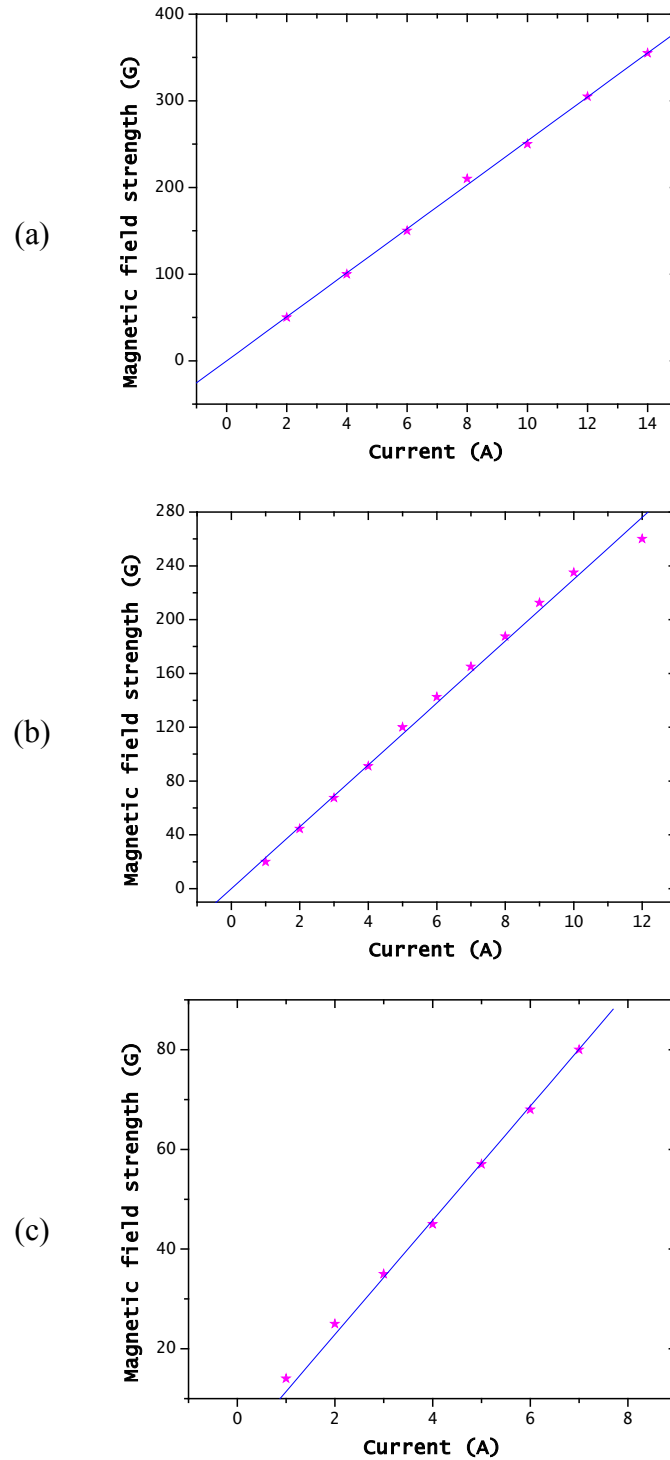 (a)
Magnetic field strength (G)
400
300
200
100
0
0 2 4 6 8 10 12 14
Current (A)
(b)
Magnetic field strength (G)
280
240
200
160
120
80
40
0
0 2 4 6 8 10 12
Current (A)
(c)
Magnetic field strength (G)
80
60
40
20
0 2 4 6 8
Current (A)